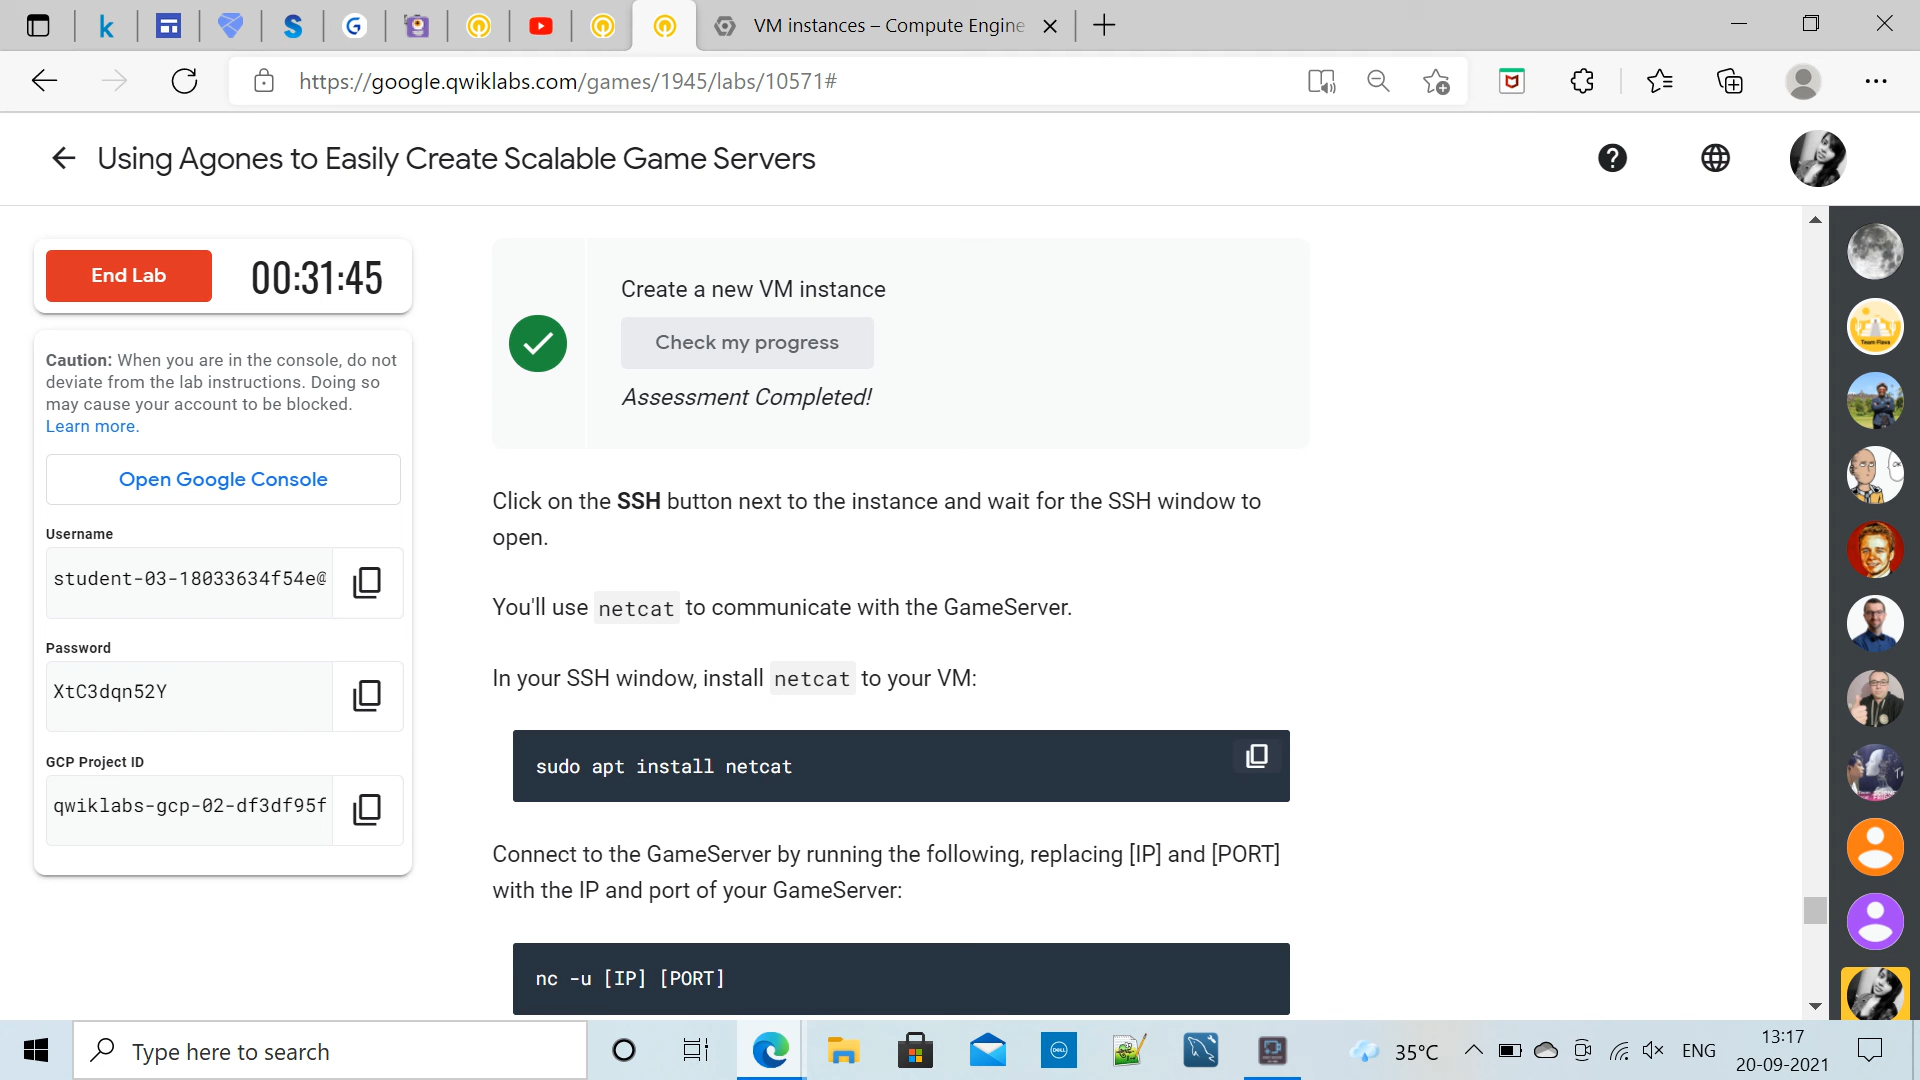 VM instances – Compute Engine
https://google.qwiklabs.com/games/1945/labs/10571#
Using Agones to Easily Create Scalable Game Servers
End Lab
00:31:45
Caution: When you are in the console, do not
deviate from the lab instructions. Doing so
may cause your account to be blocked.
Learn more.
Open Google Console
Username
student-03-18033634f54e@
Password
XtC3dqn52Y
GCP Project ID
qwiklabs-gcp-02-df3df95f
Create a new VM instance
Check my progress
Assessment Completed!
Click on the SSH button next to the instance and wait for the SSH window to
open.
You'll use netcat to communicate with the GameServer.
In your SSH window, install netcat to your VM:
sudo apt install netcat
Connect to the GameServer by running the following, replacing [IP] and [PORT]
with the IP and port of your GameServer:
nc -u [IP] [PORT]
Type here to search
35°C
ENG
13:17
20-09-2021